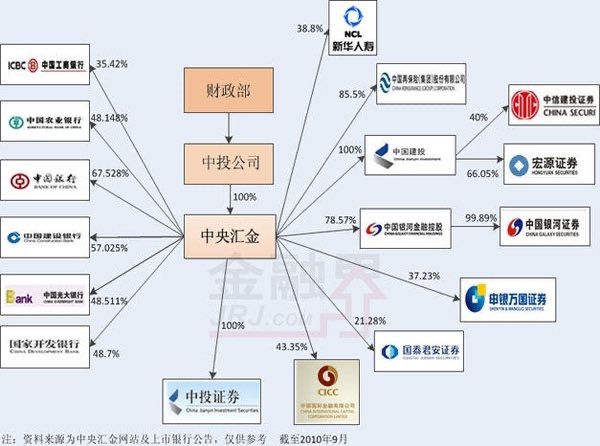 38.8%
NCL
新华人寿
ICBC 中国工商银行
35.42%
财政部
85.5%
中国再保险(集团)股份有限公司
CHINA REINSURANCE GROUP CORPORATION
中信建投证券
CHINA SECURI
40%
中国农业银行
AGRICULTURAL BANK OF CHINA
48.148%
中投公司
100%
中国建投
China Jianyin Investment
66.05%
宏源证券
HONGYUAN SECURITIES
中国银行
BANK OF CHINA
67.528%
100%
中央汇金
78.57%
中国银河金融控股
CHINA GALAXY FINANCIAL HOLDINGS
99.89%
中国银河证券
CHINA GALAXY SECURITIES
中国建设银行
China Construction Bank
57.025%
金融界
JRJ.COM
37.23%
申银万国证券
SHENYIN & WANGUO SECURITIES
Bank 中国光大银行
CHINA EVERBRIGHT BANK
48.511%
21.28%
国泰君安证券
GUOTAI JUNAN SECURITIES
国家开发银行
CHINA DEVELOPMENT BANK
48.7%
100%
中投证券
China Jianyin Investment Securities
43.35%
CICC
中国国际金融有限公司
CHINA INTERNATIONAL CAPITAL
CORPORATION LIMITED
注：资料来源为中央汇金网站及上市银行公告，仅供参考 截至2010年9月